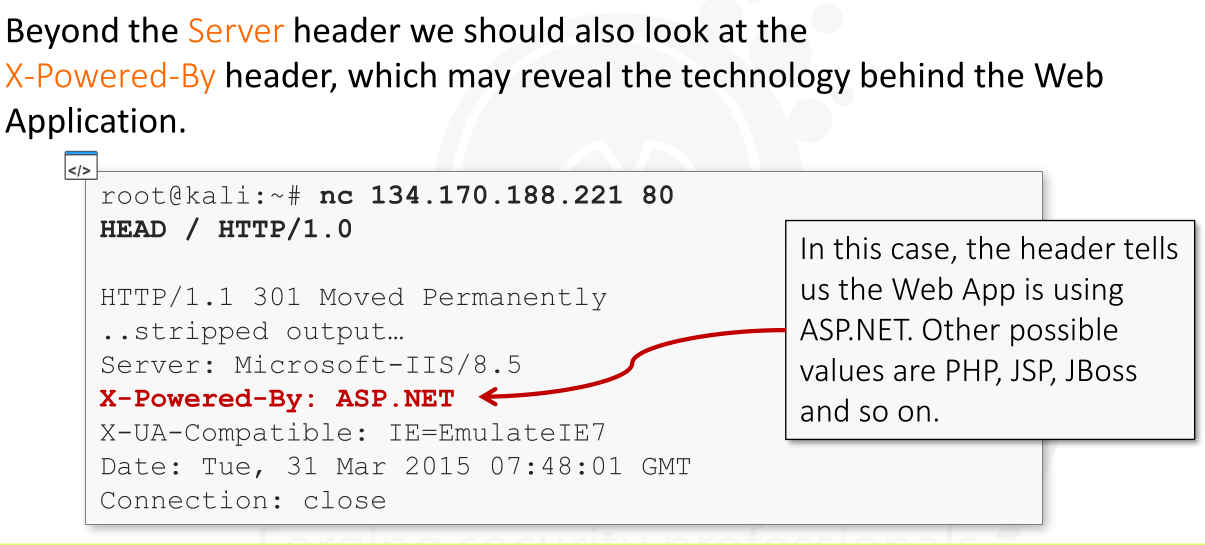 Beyond the Server header we should also look at the
X-Powered-By header, which may reveal the technology behind the Web
Application.
</>
root@kali:~# nc 134.170.188.221 80
HEAD / HTTP/1.0
HTTP/1.1 301 Moved Permanently
..stripped output…
Server: Microsoft-IIS/8.5
X-Powered-By: ASP.NET
X-UA-Compatible: IE=EmulateIE7
Date: Tue, 31 Mar 2015 07:48:01 GMT
Connection: close
In this case, the header tells
us the Web App is using
ASP.NET. Other possible
values are PHP, JSP, JBoss
and so on.
Forging security professionals